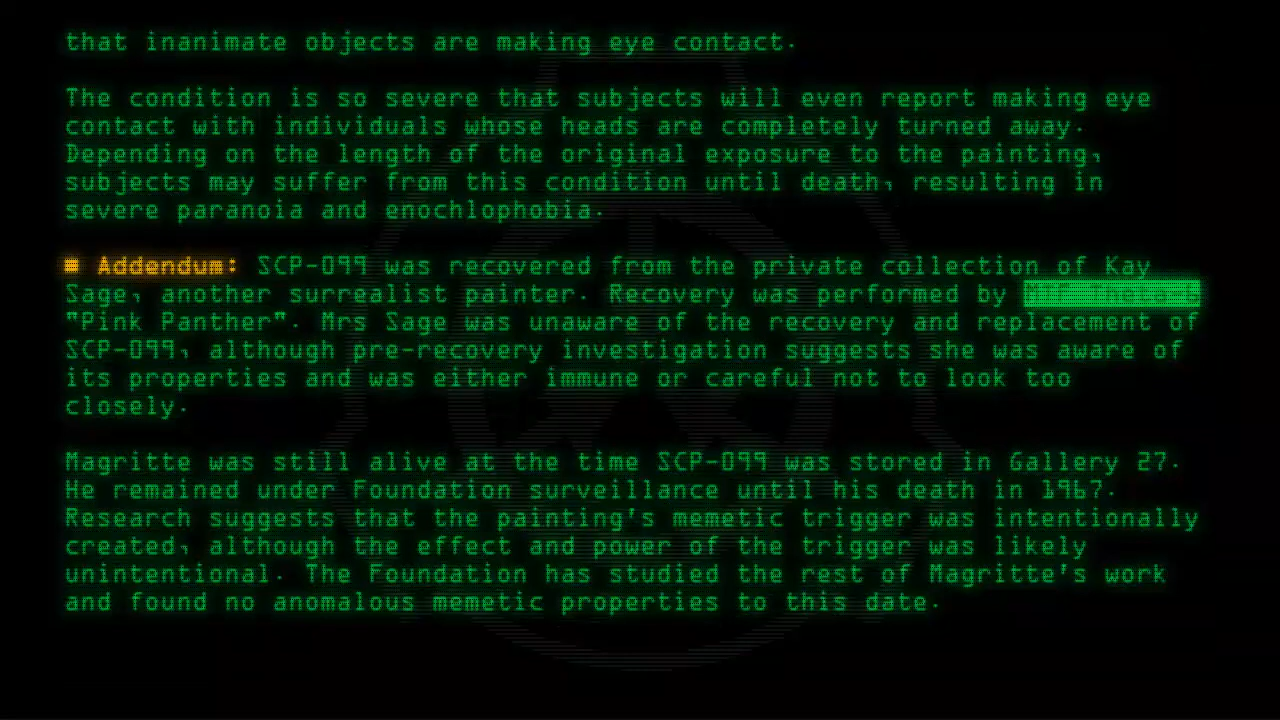 that inanimate objects are making eye contact.
The condition is so severe that subjects will even report making eye
contact with individuals whose heads are completely turned away.
Depending on the length of the original exposure to the painting,
subjects may suffer from this condition until death, resulting in
severe paranoia and enochlophobia.
■ Addendum: SCP-099 was recovered from the private collection of Kay
Sage, another surrealist painter. Recovery was performed by MTF Theta-
"Pink Panther". Mrs Sage was unaware of the recovery and replacement of
SCP-099, although pre-recovery investigation suggests she was aware of
its properties and was either immune or careful not to look too
closely.
Magritte was still alive at the time SCP-099 was stored in Gallery 27.
He remained under Foundation surveillance until his death in 1967.
Research suggests that the painting's memetic trigger was intentionally
created, although the effect and power of the trigger was likely
unintentional. The Foundation has studied the rest of Magritte's work
and found no anomalous memetic properties to this date.